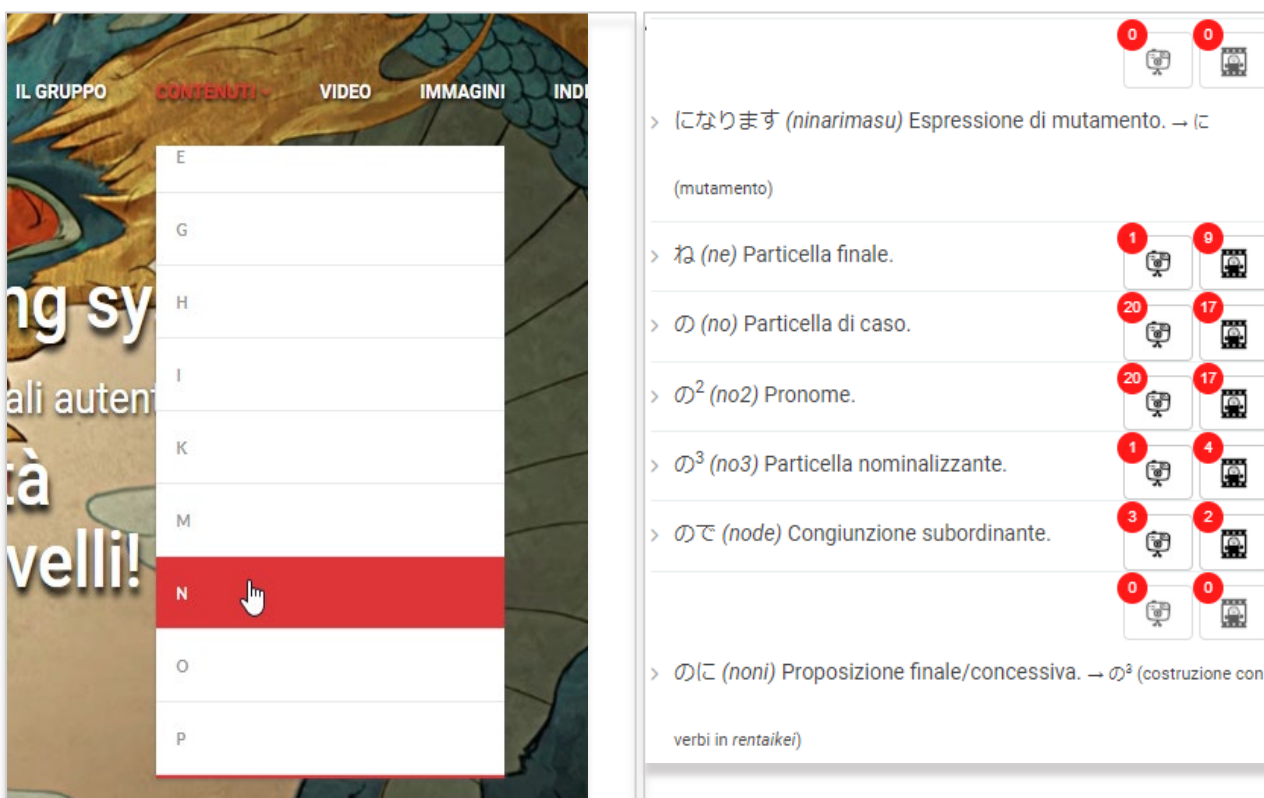 IL GRUPPO CONTENUTI VIDEO IMMAGINI INDI
E
G
H
I
K
M
N
O
P
ng sy
ali autent
tà
velli!
0 0
になります (ninarimasu) Espressione di mutamento. → に
(mutamento)
1 9
ね (ne) Particella finale.
20 17
の (no) Particella di caso.
20 17
の² (no2) Pronome.
1 4
の³ (no3) Particella nominalizzante.
3 2
ので (node) Congiunzione subordinante.
0 0
のに (noni) Proposizione finale/concessiva. → の³ (costruzione con
verbi in rentaikei)